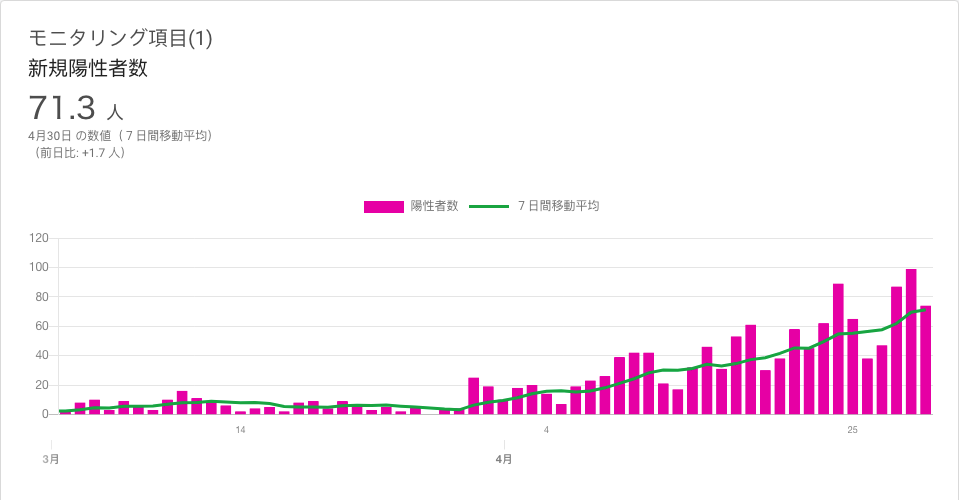 モニタリング項目(1)
新規陽性者数
71.3 人
4月30日 の数値（７日間移動平均）
（前日比: +1.7 人）
陽性者数 ７日間移動平均
120
100
80
60
40
20
0
14 4 25
3月 4月